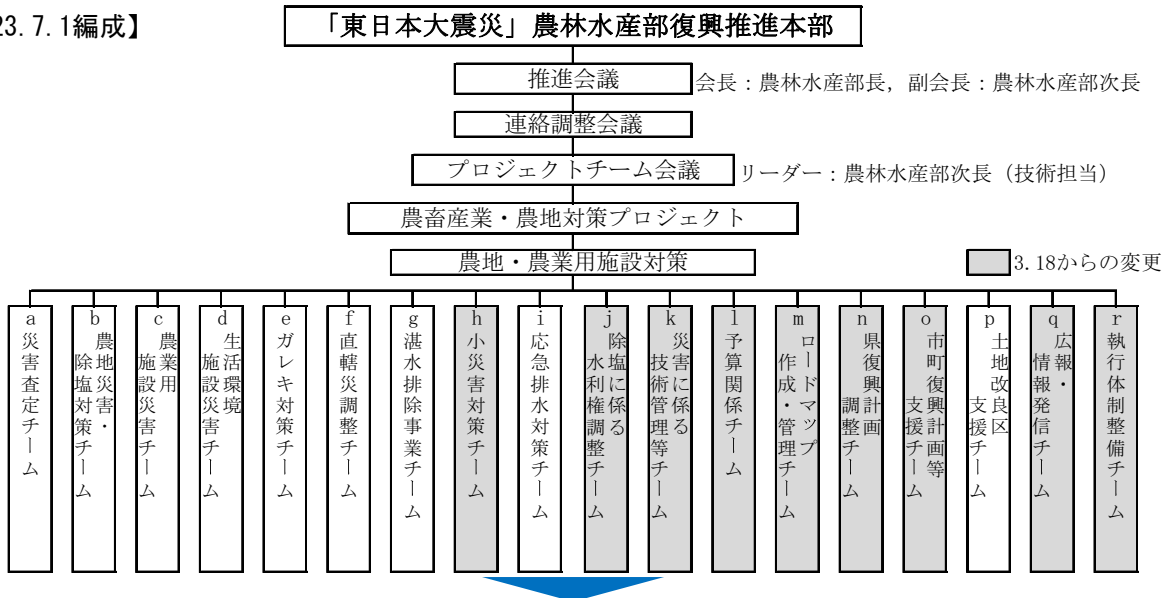 23.7.1編成】
「東日本大震災」農林水産部復興推進本部
推進会議
会長：農林水産部長，副会長：農林水産部次長
連絡調整会議
プロジェクトチーム会議
リーダー：農林水産部次長（技術担当）
農畜産業・農地対策プロジェクト
農地・農業用施設対策
3.18からの変更
a
災害査定チーム
b
農地災害・
除塩対策チーム
c
農業用
施設災害チーム
d
生活環境
施設災害チーム
e
ガレキ対策チーム
f
直轄災調整チーム
g
湛水排除事業チーム
h
小災害対策チーム
i
応急排水対策チーム
j
除塩に係る
水利権調整チーム
k
災害に係る
技術管理等チーム
l
予算関係チーム
m
ロードマップ
作成・管理チーム
n
県復興計画
調整チーム
o
市町復興計画等
支援チーム
p
土地改良区
支援チーム
q
広報・
情報発信チーム
r
執行体制整備チーム